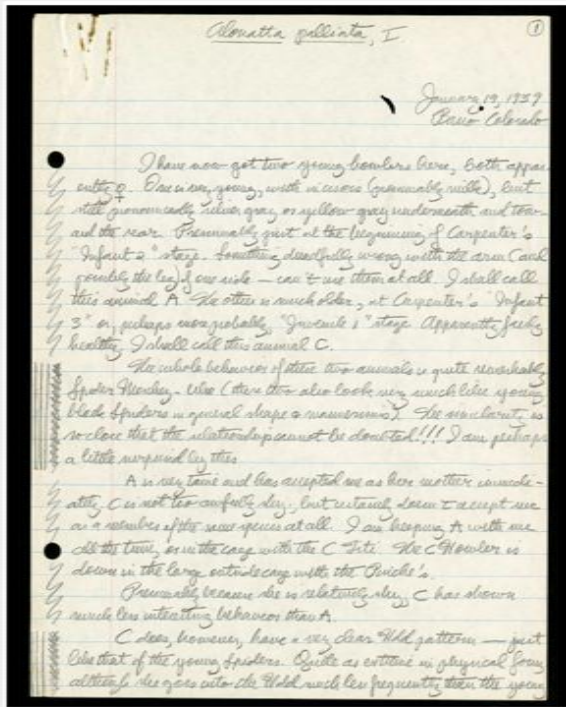 Alouatta palliata, I.
1
January 19, 1959
Barro Colorado
I have now got two young howlers here, both appar-
ently ♀. One is very young, with incisors (presumably milk), but
still pronouncedly silver gray or yellow gray underneath and tow-
ard the rear. Presumably just at the beginning of Carpenter's
"Infant 2" stage. Something dreadfully wrong with the arm (and
possibly the leg) of one side — can't use them at all. I shall call
this animal A. The other is much older, at Carpenter's "Infant
3" or, perhaps more probably, "Juvenile 1" stage. Apparently
healthy. I shall call this animal C.
The whole behavior of these two animals is quite remarkably
Spider Monkey-like (these two also look very much like young
black Spiders in general shape & mannerisms). The similarity is
so close that the relationship cannot be doubted!!! I am perhaps
a little surprised by this
A is very tame and has accepted me as her mother immedi-
ately. C is not too awfully shy, but certainly doesn't accept me
as a member of the same species at all. I am keeping A with me
all the time, or in the cage with the C Titi. The C Howler is
down in the large outside cage with the
Presumably because she is relatively shy, C has shown
much less interesting behavior than A.
C does, however, have a very clear Hold pattern — just
like that of the young Spiders. Quite as extreme in physical form
although she goes into the Hold much less frequently than the young